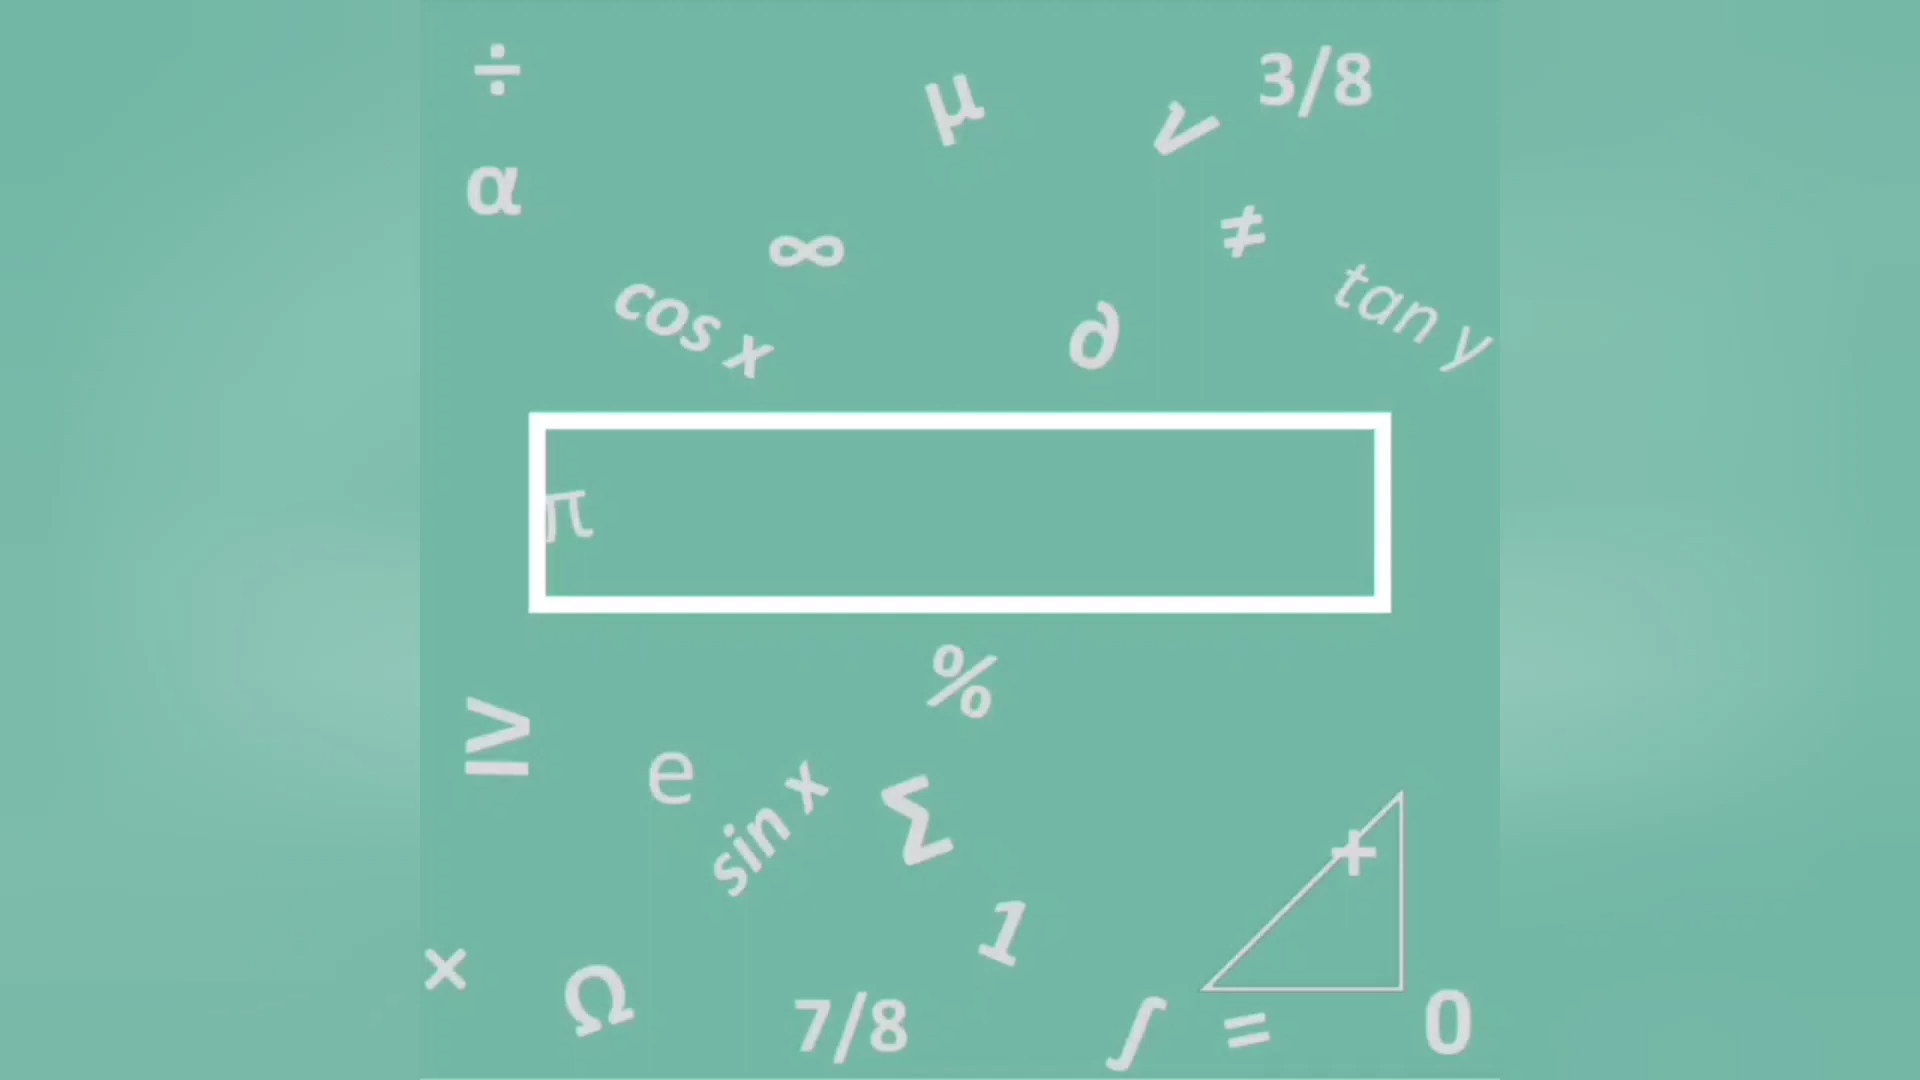 ÷
μ
ν
3/8
α
≠
∞
cos x
∂
tan y
π
%
≥
e
sin x
Σ
+
1
×
Ω
7/8
∫
=
0